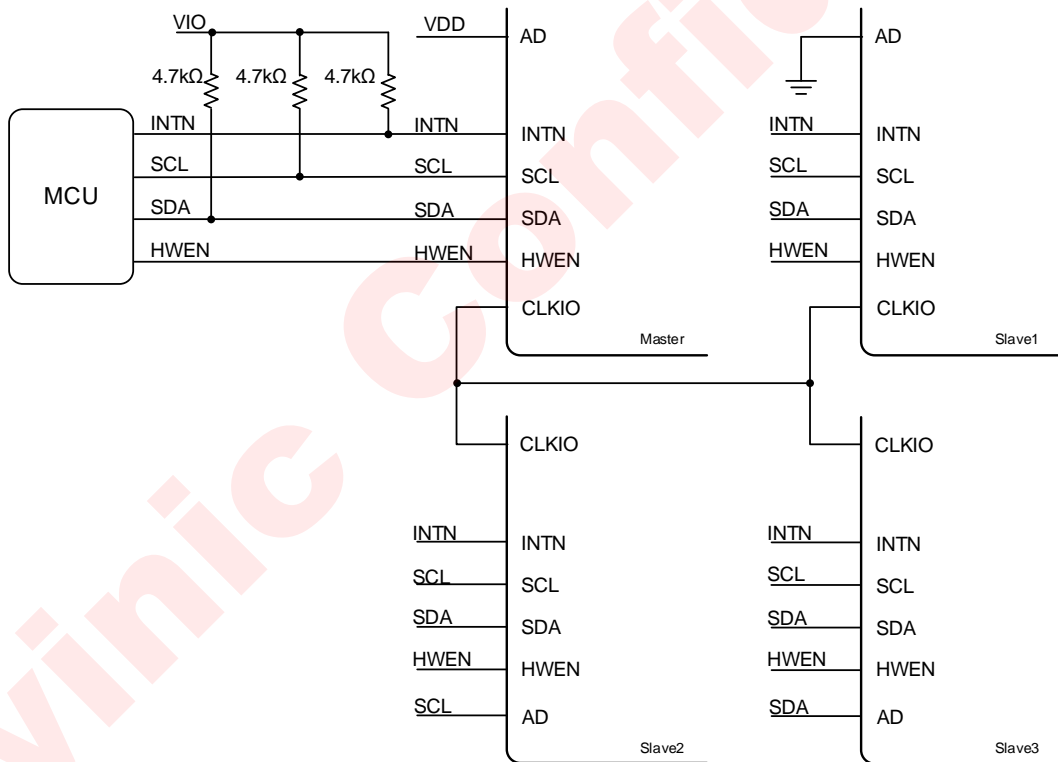 VIO
VDD
AD
AD
4.7kΩ
4.7kΩ
4.7kΩ
MCU
INTN
INTN
INTN
INTN
INTN
SCL
SCL
SCL
SCL
SCL
SDA
SDA
SDA
SDA
SDA
HWEN
HWEN
HWEN
HWEN
HWEN
CLKIO
CLKIO
Master
Slave1
CLKIO
CLKIO
INTN
INTN
INTN
INTN
SCL
SCL
SCL
SCL
SDA
SDA
SDA
SDA
HWEN
HWEN
HWEN
HWEN
SCL
AD
SDA
AD
Slave2
Slave3
vinic Confi